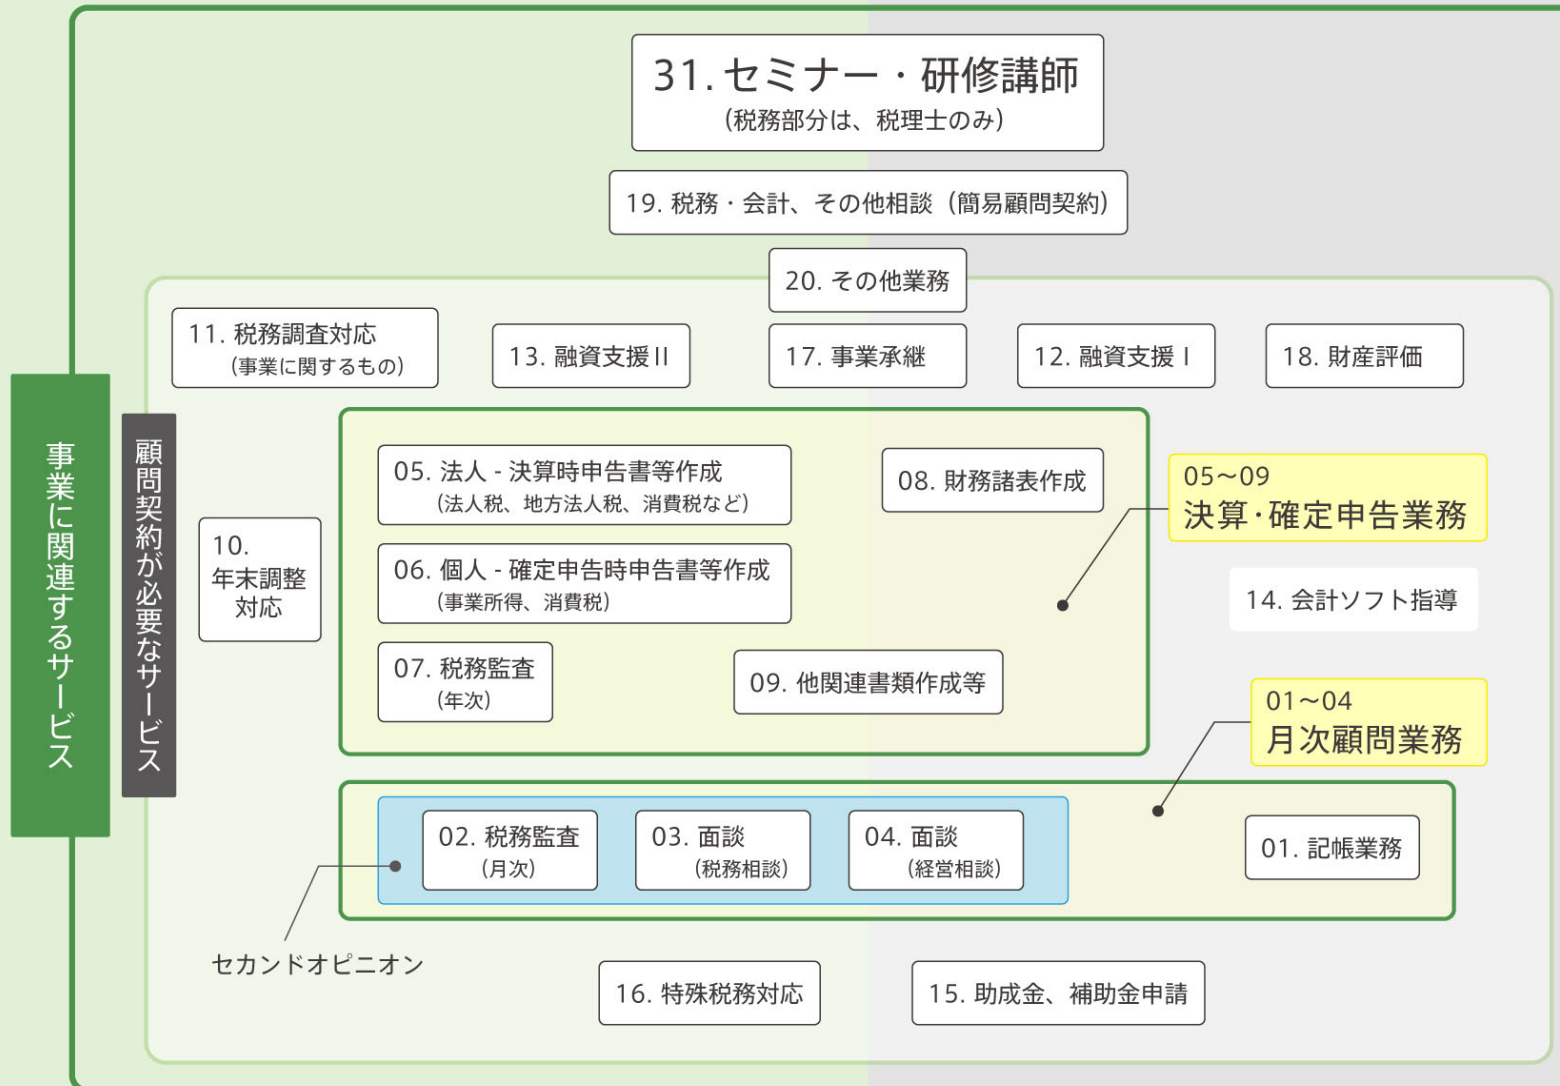 31. セミナー・研修講師
(税務部分は、税理士のみ)
19. 税務・会計、その他相談（簡易顧問契約)
20. その他業務
11. 税務調査対応
(事業に関するもの)
13. 融資支援Ⅱ
17. 事業承継
12. 融資支援Ⅰ
18. 財産評価
事業に関連するサービス
顧問契約が必要なサービス
05. 法人 - 決算時申告書等作成
(法人税、地方法人税、消費税など)
08. 財務諸表作成
05〜09
決算・確定申告業務
10.
年末調整
対応
06. 個人 - 確定申告時申告書等作成
(事業所得、消費税)
14. 会計ソフト指導
07. 税務監査
(年次)
09. 他関連書類作成等
01〜04
月次顧問業務
02. 税務監査
(月次)
03. 面談
(税務相談)
04. 面談
(経営相談)
01. 記帳業務
セカンドオピニオン
16. 特殊税務対応
15. 助成金、補助金申請